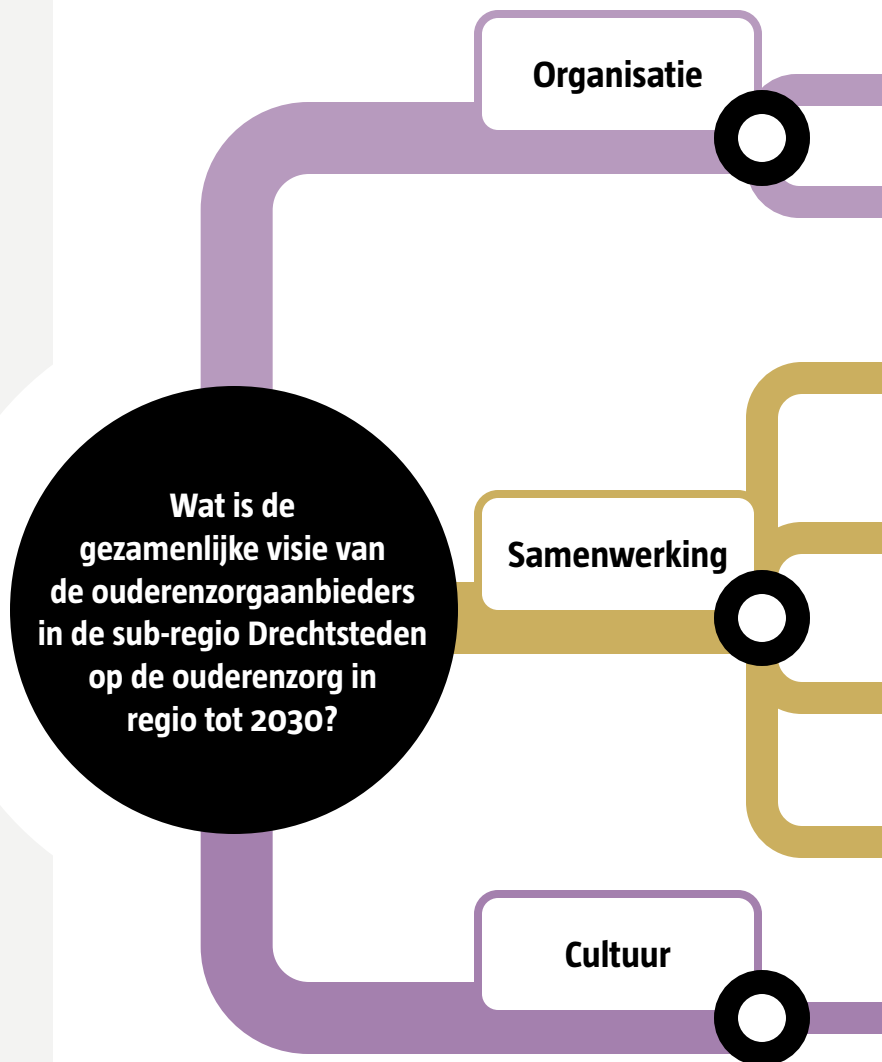 Organisatie
Wat is de
gezamenlijke visie van
de ouderenzorgaanbieders
in de sub-regio Drechtsteden
op de ouderenzorg in
regio tot 2030?
Samenwerking
Cultuur